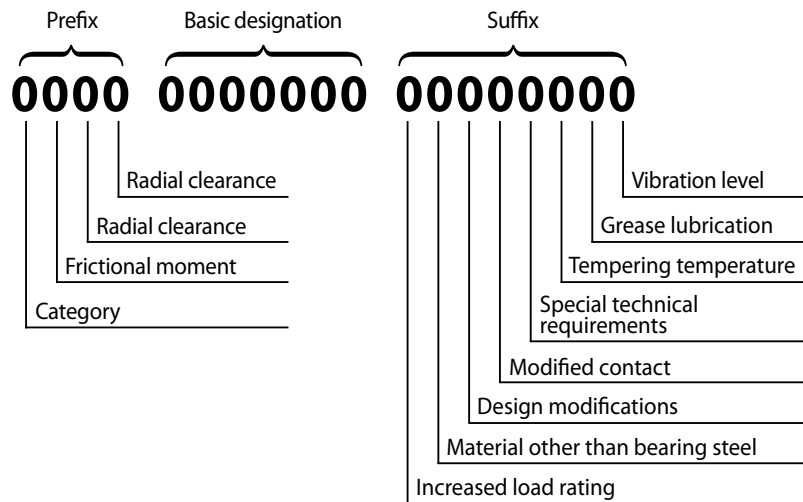 Prefix Basic designation Suffix
0000 0000000 00000000
Radial clearance Vibration level
Radial clearance Grease lubrication
Frictional moment Tempering temperature
Category Special technical
requirements
Modified contact
Design modifications
Material other than bearing steel
Increased load rating